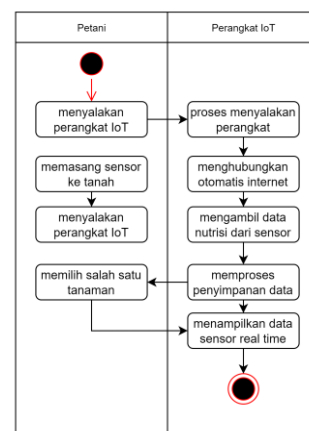 Petani
Perangkat IoT
menyalakan
perangkat IoT
proses menyalakan
perangkat
memasang sensor
ke tanah
menghubungkan
otomatis internet
menyalakan
perangkat IoT
mengambil data
nutrisi dari sensor
memilih salah satu
tanaman
memproses
penyimpanan data
menampilkan data
sensor real time